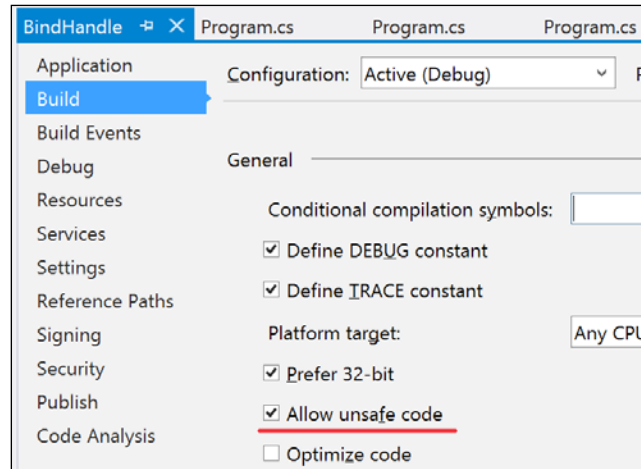 BindHandle Program.cs Program.cs Program.cs
Application
Build
Build Events
Debug
Resources
Services
Settings
Reference Paths
Signing
Security
Publish
Code Analysis
Configuration: Active (Debug) P
General
Conditional compilation symbols:
Define DEBUG constant
Define TRACE constant
Platform target: Any CPU
Prefer 32-bit
Allow unsafe code
Optimize code